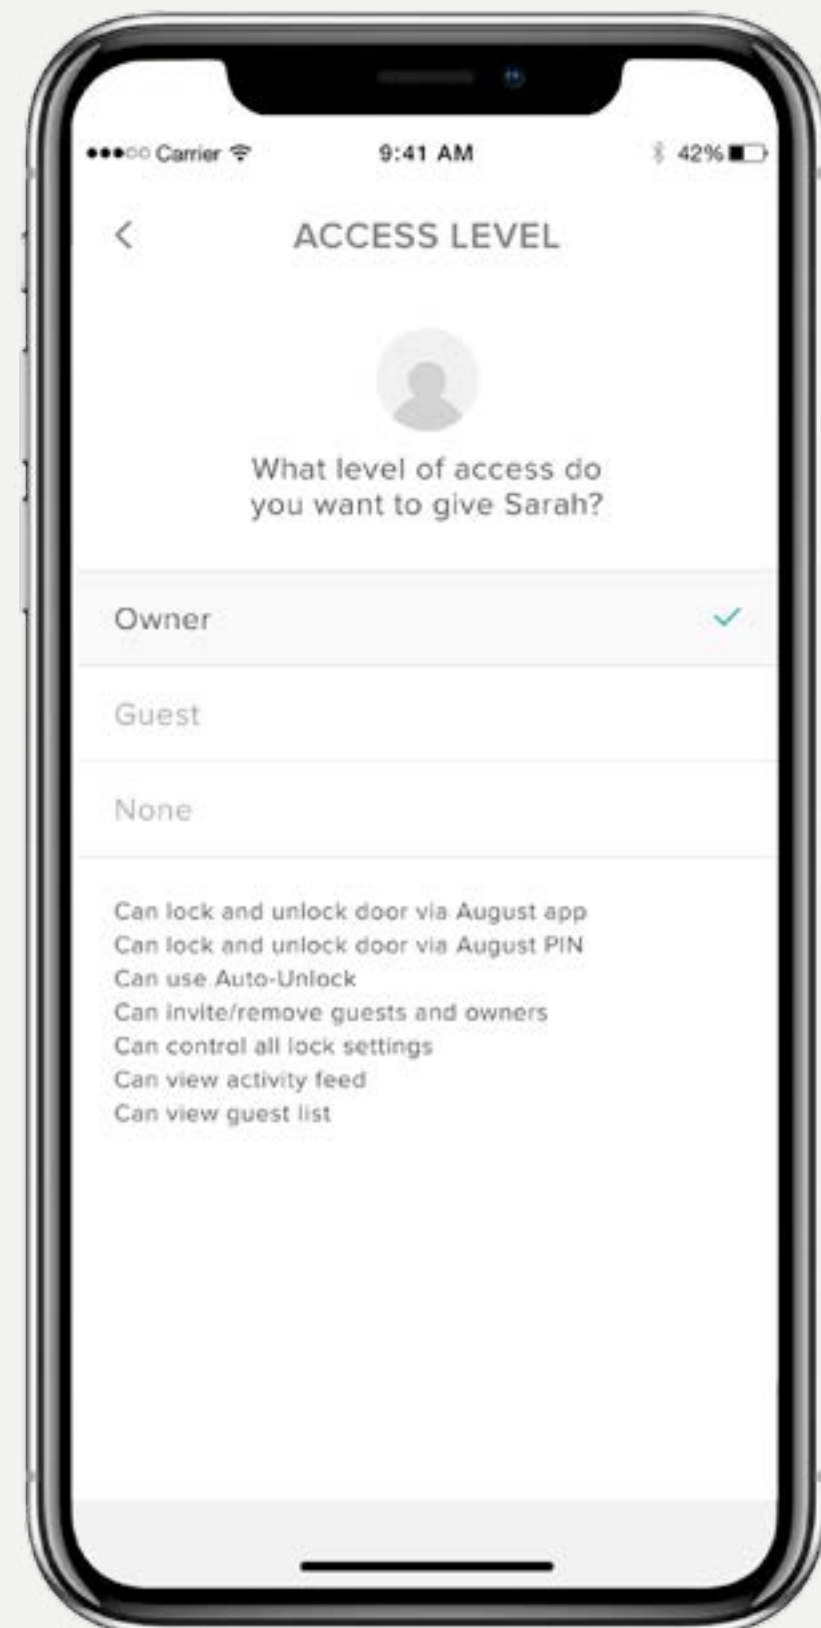 Carrier
9:41 AM
42%
ACCESS LEVEL
What level of access do
you want to give Sarah?
Owner
Guest
None
Can lock and unlock door via August app
Can lock and unlock door via August PIN
Can use Auto-Unlock
Can invite/remove guests and owners
Can control all lock settings
Can view activity feed
Can view guest list